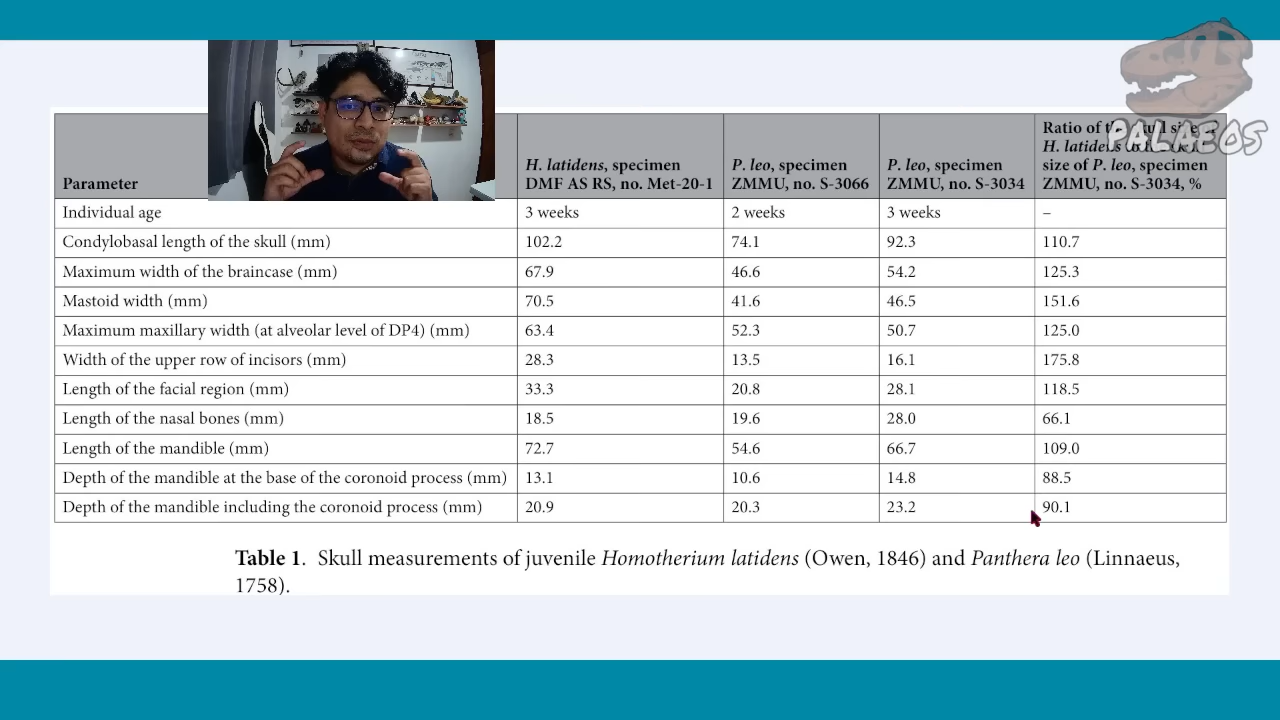 PALAEOS
Parameter
H. latidens, specimen
DMF AS RS, no. Met-20-1
P. leo, specimen
ZMMU, no. S-3066
P. leo, specimen
ZMMU, no. S-3034
Ratio of
H. latidens
size of P. leo, specimen
ZMMU, no. S-3034, %
Individual age 3 weeks 2 weeks 3 weeks –
Condylobasal length of the skull (mm) 102.2 74.1 92.3 110.7
Maximum width of the braincase (mm) 67.9 46.6 54.2 125.3
Mastoid width (mm) 70.5 41.6 46.5 151.6
Maximum maxillary width (at alveolar level of DP4) (mm) 63.4 52.3 50.7 125.0
Width of the upper row of incisors (mm) 28.3 13.5 16.1 175.8
Length of the facial region (mm) 33.3 20.8 28.1 118.5
Length of the nasal bones (mm) 18.5 19.6 28.0 66.1
Length of the mandible (mm) 72.7 54.6 66.7 109.0
Depth of the mandible at the base of the coronoid process (mm) 13.1 10.6 14.8 88.5
Depth of the mandible including the coronoid process (mm) 20.9 20.3 23.2 90.1
Table 1. Skull measurements of juvenile Homotherium latidens (Owen, 1846) and Panthera leo (Linnaeus,
1758).